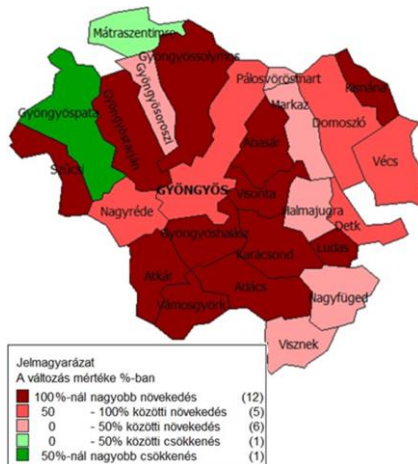 Mátraszentimre
Gyöngyössolymos
Gyöngyösoroszi
Pálosvörösmart
Kisnána
Markaz
Gyöngyöspata
Gyöngyöstarján
Domoszló
Abasár
Vécs
Szűcsi
GYÖNGYÖS
Visonta
Nagyréde
Halmajugra
Detk
Gyöngyöshalász
Ludas
Karácsond
Atkár
Adács
Nagyfüged
Vámosgyörk
Visznek
Jelmagyarázat
A változás mértéke %-ban
100%-nál nagyobb növekedés (12)
50 - 100% közötti növekedés (5)
0 - 50% közötti növekedés (6)
0 - 50% közötti csökkenés (1)
50%-nál nagyobb csökkenés (1)